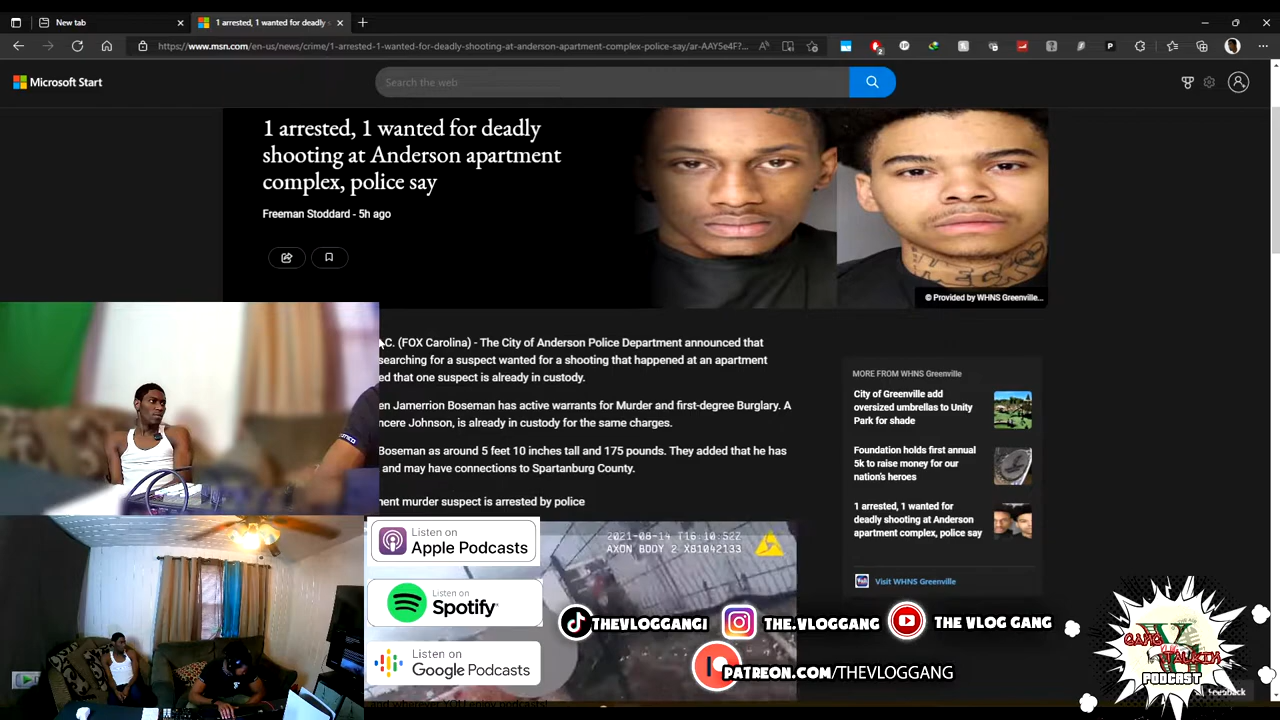 New tab
1 arrested, 1 wanted for deadly
https://www.msn.com/en-us/news/crime/1-arrested-1-wanted-for-deadly-shooting-at-anderson-apartment-complex-police-say/ar-AAY5e4F?...
Microsoft Start
Search the web
1 arrested, 1 wanted for deadly
shooting at Anderson apartment
complex, police say
Freeman Stoddard - 5h ago
© Provided by WHNS Greenville...
C. (FOX Carolina) - The City of Anderson Police Department announced that
searching for a suspect wanted for a shooting that happened at an apartment
ed that one suspect is already in custody.
en Jamerrion Boseman has active warrants for Murder and first-degree Burglary. A
ncere Johnson, is already in custody for the same charges.
Boseman as around 5 feet 10 inches tall and 175 pounds. They added that he has
and may have connections to Spartanburg County.
ent murder suspect is arrested by police
2021-08-14 T16:10:52Z
AXON BODY 2 X81042133
MORE FROM WHNS Greenville
City of Greenville add
oversized umbrellas to Unity
Park for shade
Foundation holds first annual
5k to raise money for our
nation's heroes
1 arrested, 1 wanted for
deadly shooting at Anderson
apartment complex, police say
Visit WHNS Greenville
Listen on
Apple Podcasts
Listen on
Spotify
Listen on
Google Podcasts
and wherever YOU enjoy podcasts!
THEVLOGGANG1
THE.VLOGGANG
THE VLOG GANG
PATREON.COM/THEVLOGGANG
GANG
TALKIN
PODCAST
Feedback